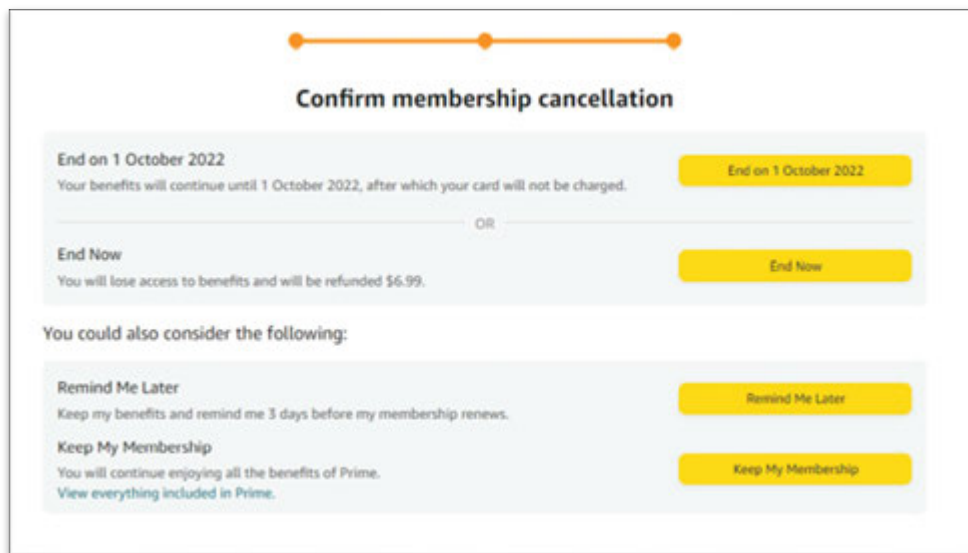 Confirm membership cancellation
End on 1 October 2022
Your benefits will continue until 1 October 2022, after which your card will not be charged.
End on 1 October 2022
OR
End Now
You will lose access to benefits and will be refunded $6.99.
End Now
You could also consider the following:
Remind Me Later
Keep my benefits and remind me 3 days before my membership renews.
Remind Me Later
Keep My Membership
You will continue enjoying all the benefits of Prime.
View everything included in Prime.
Keep My Membership